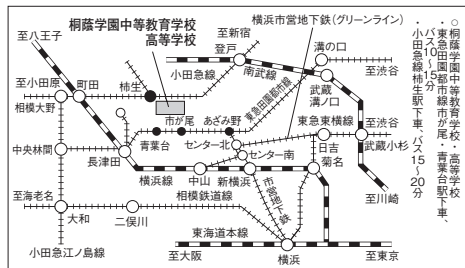 ○桐蔭学園中等教育学校・高等学校
・東急田園都市線市が尾・青葉台駅下車、
バス10〜15分
・小田急線柿生駅下車、バス15〜20分
桐蔭学園中等教育学校
高等学校
横浜市営地下鉄(グリーンライン)
至八王子
至新宿
登戸
溝の口
至小田原
町田
柿生
小田急線
南武線
東急田園都市線
武蔵
溝ノ口
至渋谷
相模大野
市が尾
あざみ野
東急東横線
至渋谷
青葉台
センター北
センター南
日吉
武蔵小杉
中央林間
長津田
菊名
横浜線
中山
新横浜
至川崎
至海老名
相模鉄道線
市営地下鉄
大和
二俣川
東海道本線
小田急江ノ島線
至大阪
横浜
至東京